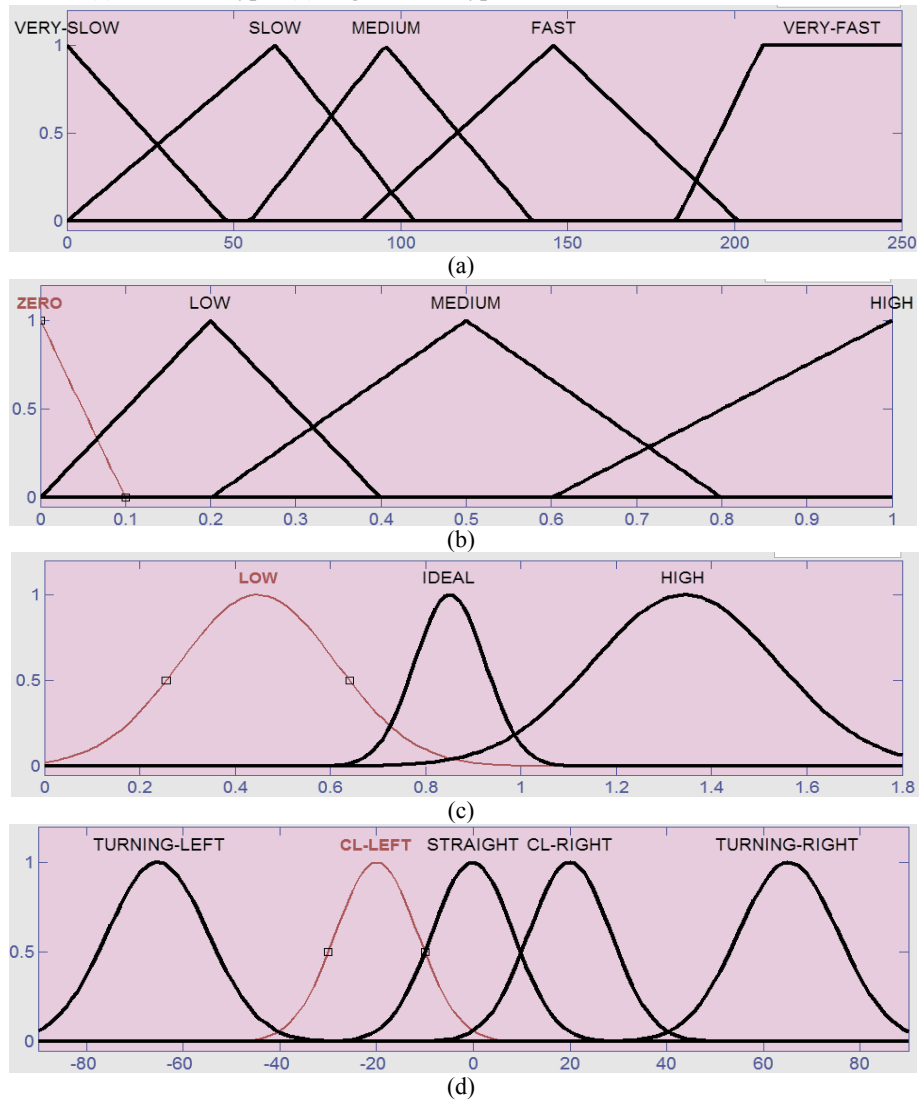 VERY-SLOW SLOW MEDIUM FAST VERY-FAST
1
0.5
0
0 50 100 150 200 250
(a)
ZERO LOW MEDIUM HIGH
1
0.5
0
0 0.1 0.2 0.3 0.4 0.5 0.6 0.7 0.8 0.9 1
(b)
LOW IDEAL HIGH
1
0.5
0
0 0.2 0.4 0.6 0.8 1 1.2 1.4 1.6 1.8
(c)
TURNING-LEFT CL-LEFT STRAIGHT CL-RIGHT TURNING-RIGHT
1
0.5
0
-80 -60 -40 -20 0 20 40 60 80
(d)